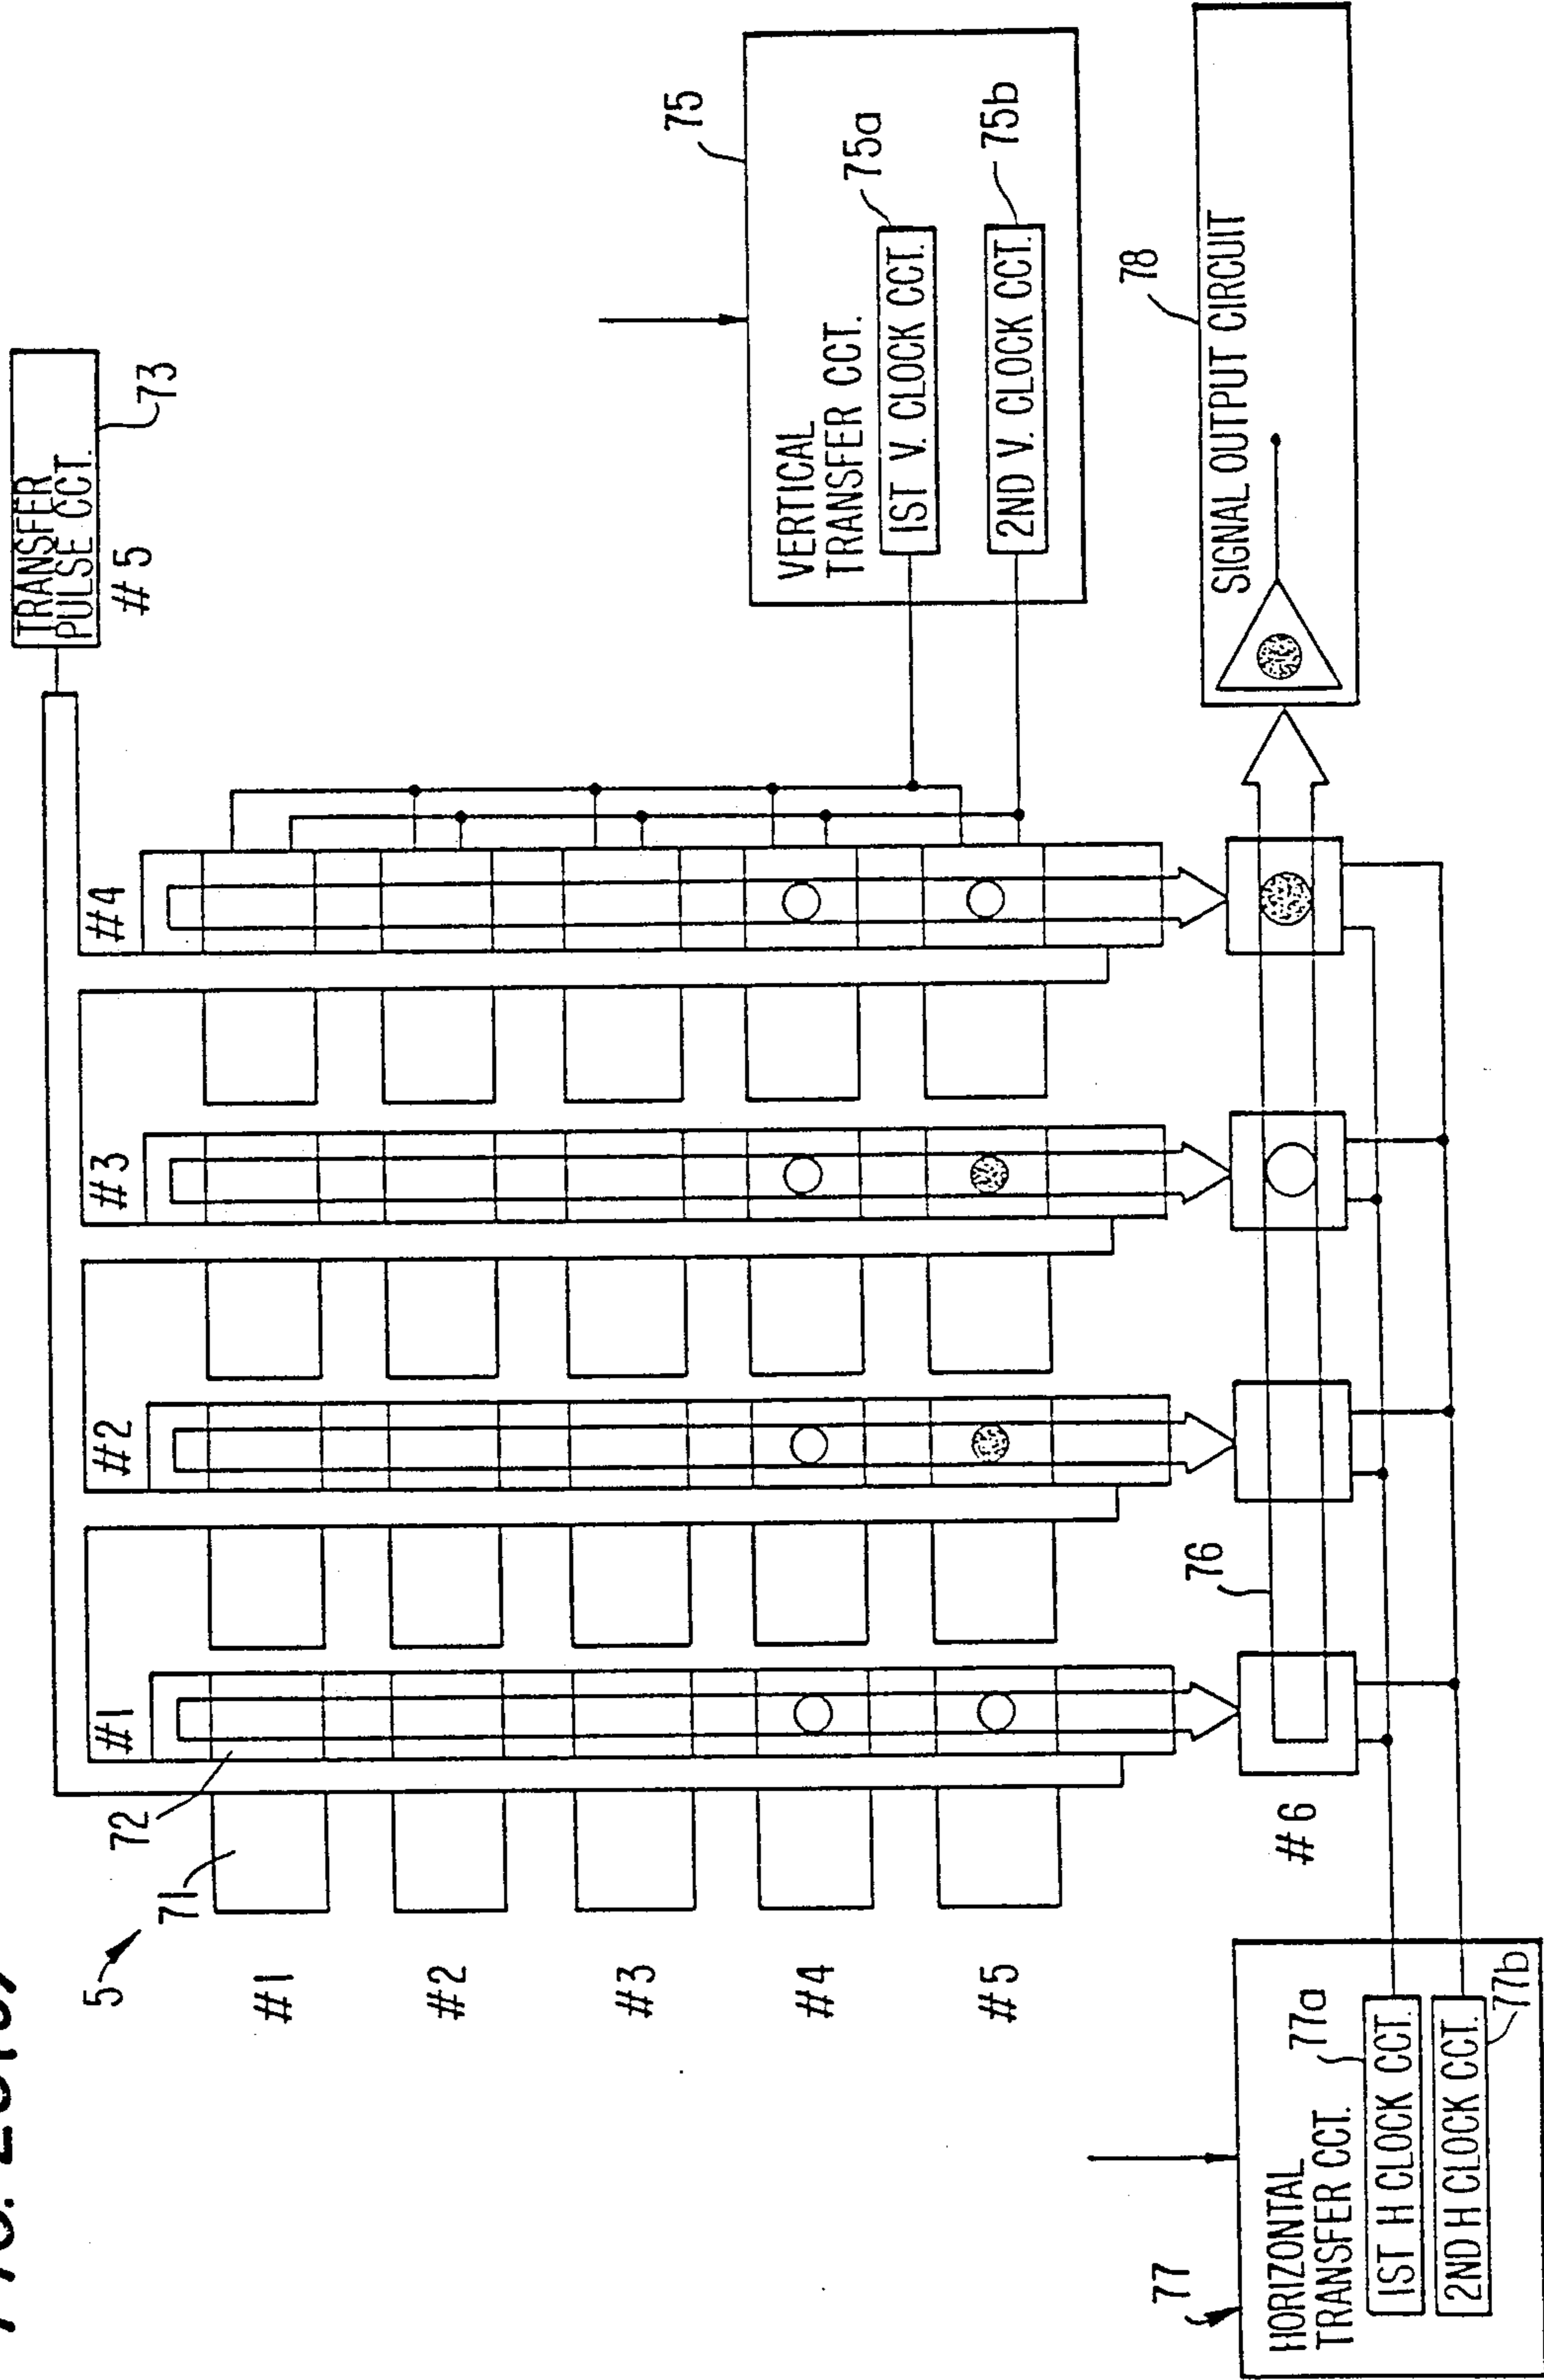 TRANSFER
PULSE CCT.
73
#5
5
71
72
#1
#2
#3
#4
#1
#2
#3
#4
#5
75
VERTICAL
TRANSFER CCT.
1ST V. CLOCK CCT.
75a
2ND V. CLOCK CCT.
75b
76
#6
78
SIGNAL OUTPUT CIRCUIT
77
HORIZONTAL
TRANSFER CCT.
77a
1ST H CLOCK CCT.
2ND H CLOCK CCT.
77b